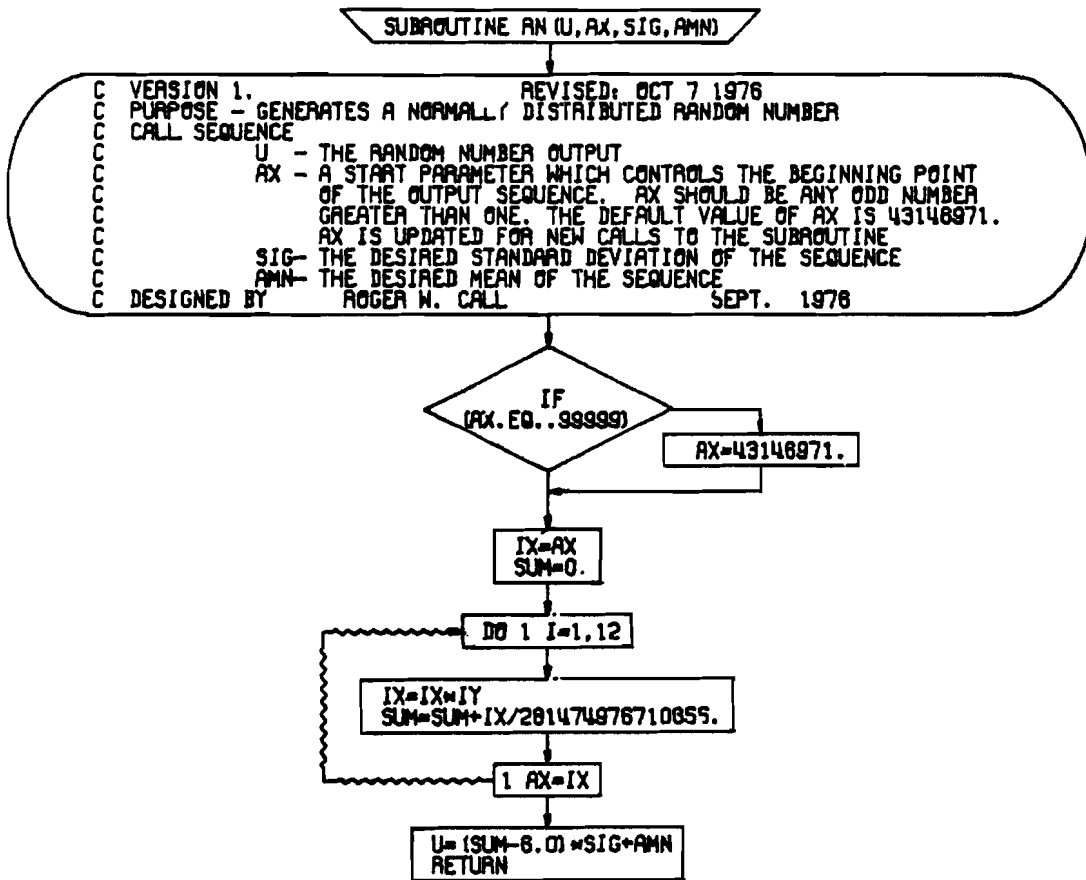 SUBROUTINE RN(U,AX,SIG,AMN)
C VERSION 1. REVISED: OCT 7 1976
C PURPOSE - GENERATES A NORMALLY DISTRIBUTED RANDOM NUMBER
C CALL SEQUENCE
C U - THE RANDOM NUMBER OUTPUT
C AX - A START PARAMETER WHICH CONTROLS THE BEGINNING POINT
C OF THE OUTPUT SEQUENCE. AX SHOULD BE ANY ODD NUMBER
C GREATER THAN ONE. THE DEFAULT VALUE OF AX IS 43146971.
C AX IS UPDATED FOR NEW CALLS TO THE SUBROUTINE
C SIG- THE DESIRED STANDARD DEVIATION OF THE SEQUENCE
C AMN- THE DESIRED MEAN OF THE SEQUENCE
C DESIGNED BY ROGER W. CALL SEPT. 1976
IF
(AX.EQ..99999)
AX=43146971.
IX=AX
SUM=0.
DO 1 I=1,12
IX=IX*IY
SUM=SUM+IX/281474976710655.
1 AX=IX
U=(SUM-6.0)*SIG+AMN
RETURN